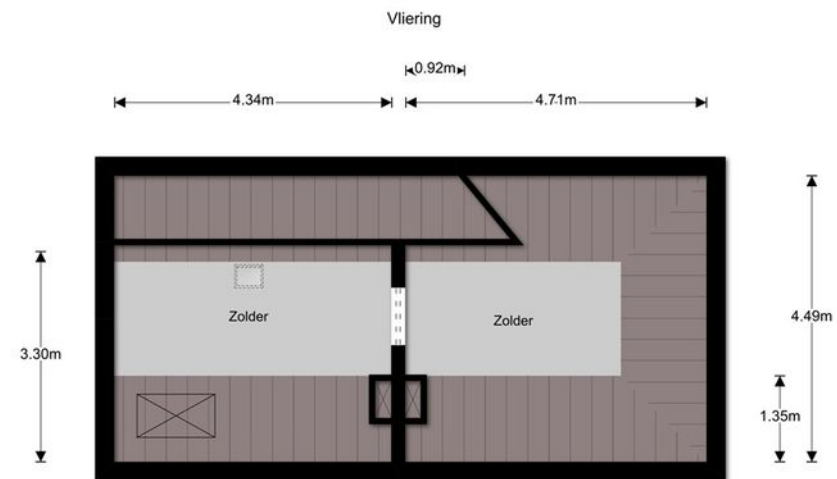 Vliering
0.92m
4.34m
4.71m
Zolder
Zolder
4.49m
3.30m
1.35m